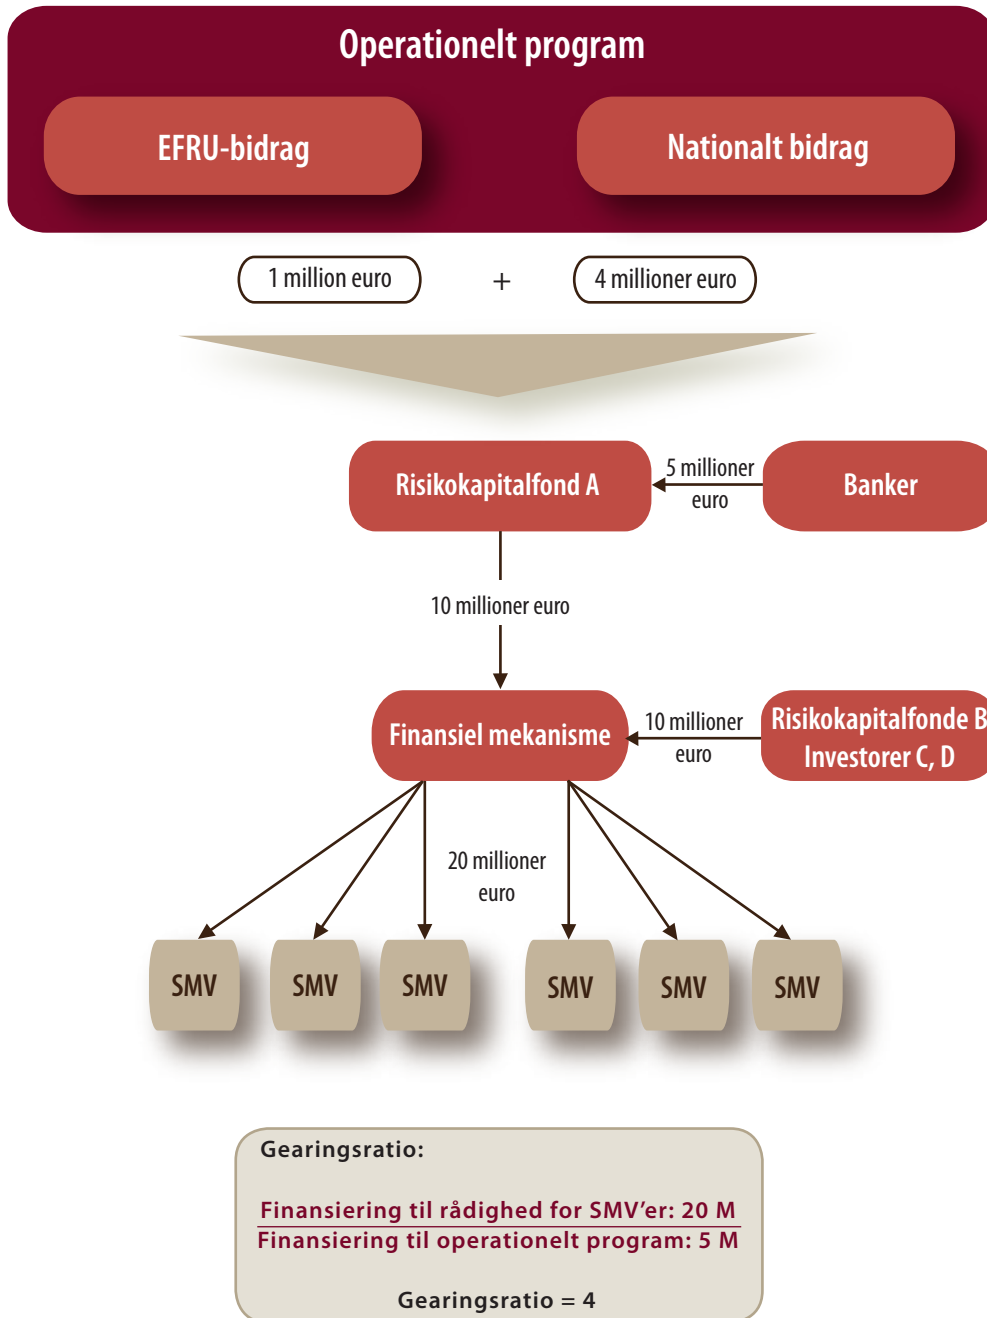 Operationelt program
EFRU-bidrag
Nationalt bidrag
1 million euro
+
4 millioner euro
Risikokapitalfond A
5 millioner
euro
Banker
10 millioner euro
Finansiel mekanisme
10 millioner
euro
Risikokapitalfonde B
Investorer C, D
20 millioner
euro
SMV
SMV
SMV
SMV
SMV
SMV
Gearingsratio:
Finansiering til rådighed for SMV’er: 20 M
Finansiering til operationelt program: 5 M
Gearingsratio = 4